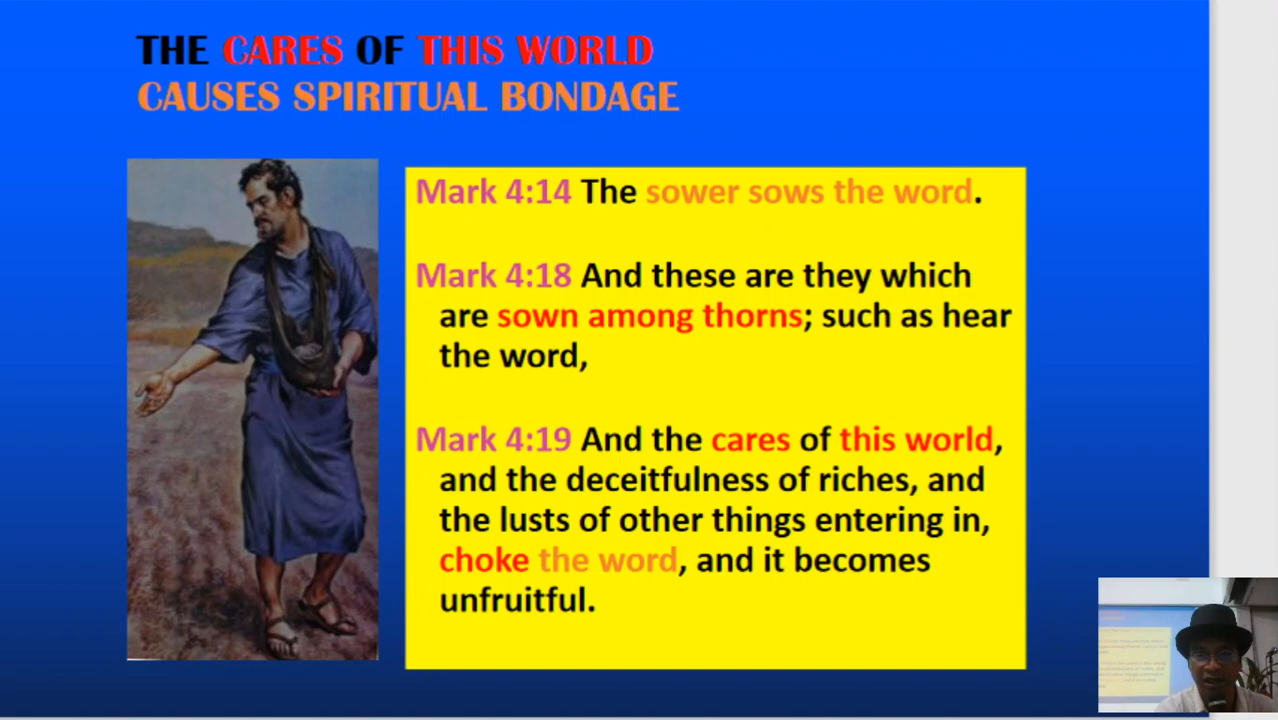 THE CARES OF THIS WORLD
CAUSES SPIRITUAL BONDAGE
Mark 4:14 The sower sows the word.
Mark 4:18 And these are they which
are sown among thorns; such as hear
the word,
Mark 4:19 And the cares of this world,
and the deceitfulness of riches, and
the lusts of other things entering in,
choke the word, and it becomes
unfruitful.